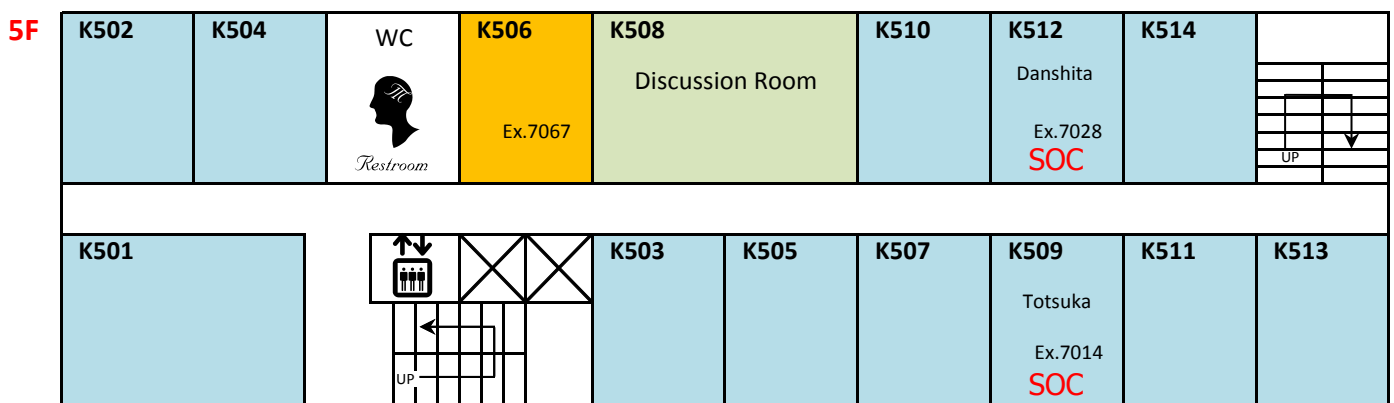 5F
K502
K504
WC
Restroom
K506
Ex.7067
K508
Discussion Room
K510
K512
Danshita
Ex.7028
SOC
K514
UP
K501
UP
K503
K505
K507
K509
Totsuka
Ex.7014
SOC
K511
K513